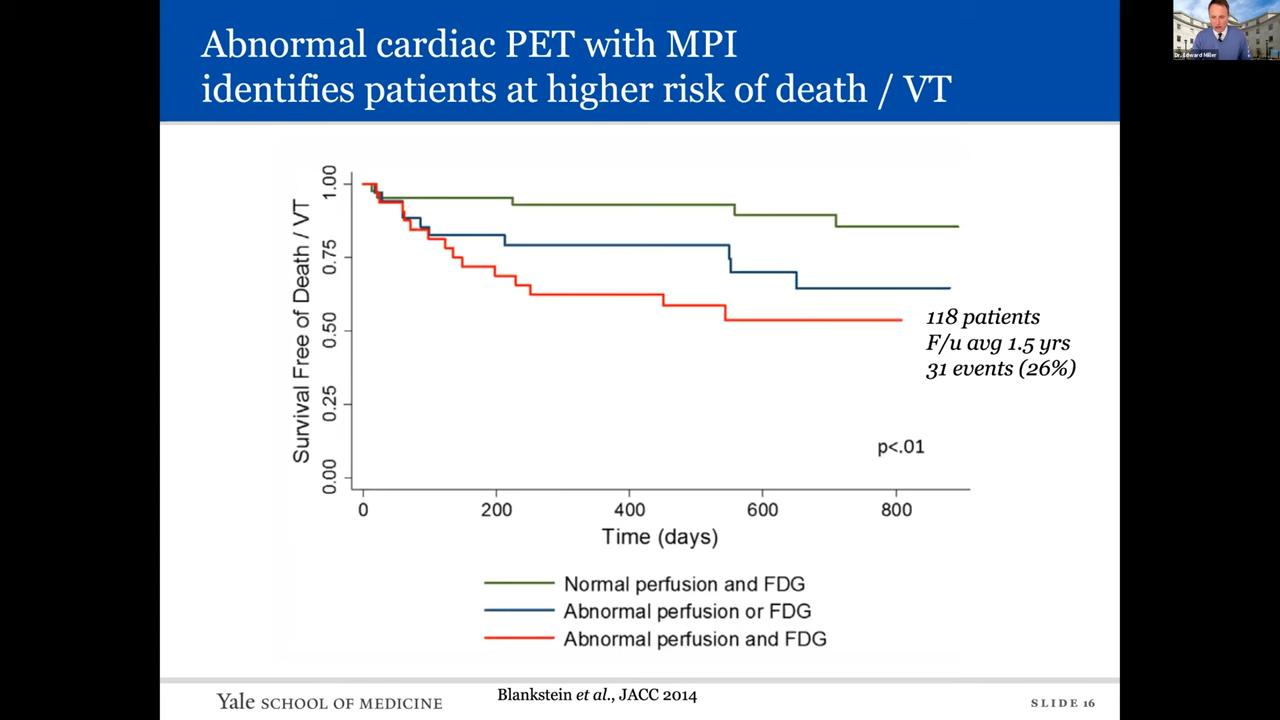 Abnormal cardiac PET with MPI
identifies patients at higher risk of death / VT
Dr. Edward Miller
Survival Free of Death / VT
1.00
0.75
0.50
0.25
0.00
118 patients
F/u avg 1.5 yrs
31 events (26%)
p<.01
0 200 400 600 800
Time (days)
Normal perfusion and FDG
Abnormal perfusion or FDG
Abnormal perfusion and FDG
Yale SCHOOL OF MEDICINE
Blankstein et al., JACC 2014
SLIDE 16